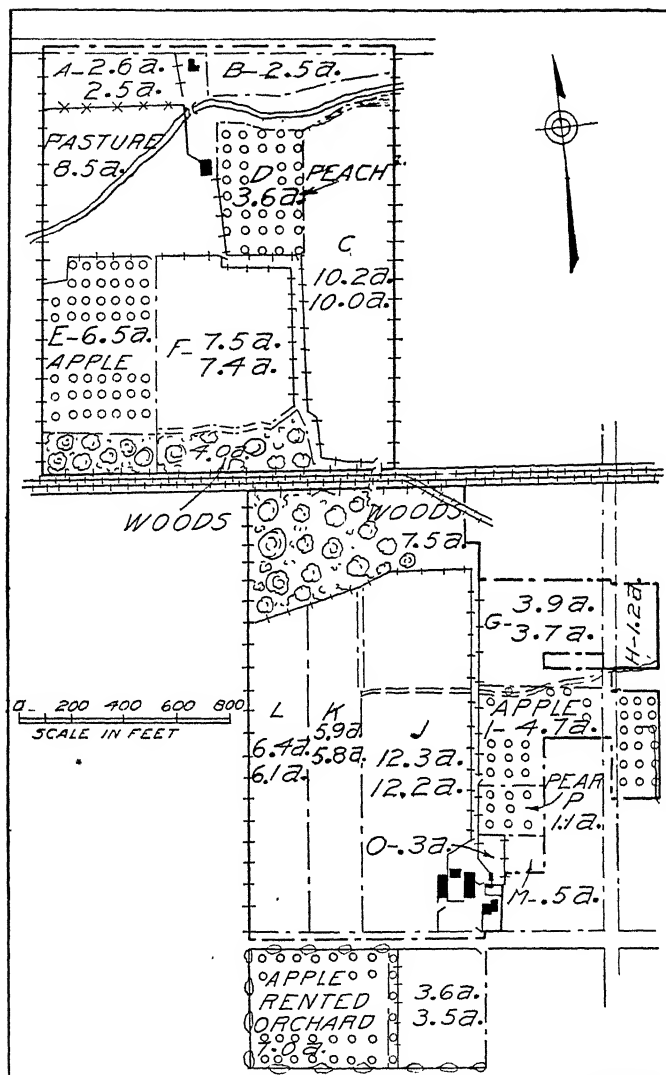 A-2.6a.
2.5a.
B-2.5a.
PASTURE
8.5a.
D
3.6a.
PEACH
C
10.2a.
10.0a.
E-6.5a.
APPLE
F- 7.5a.
7.4a.
4.0a
WOODS
WOODS
7.5a.
3.9a.
G-3.7a.
H-1.2a.
0 200 400 600 800
SCALE IN FEET
L
6.4a.
6.1a.
K
5.9a
5.8a.
J
12.3a.
12.2a.
APPLE
1-4.7a.
PEAR
P
1.1a.
O-.3a.
M-.5a.
APPLE
RENTED
ORCHARD
7.0a.
3.6a.
3.5a.